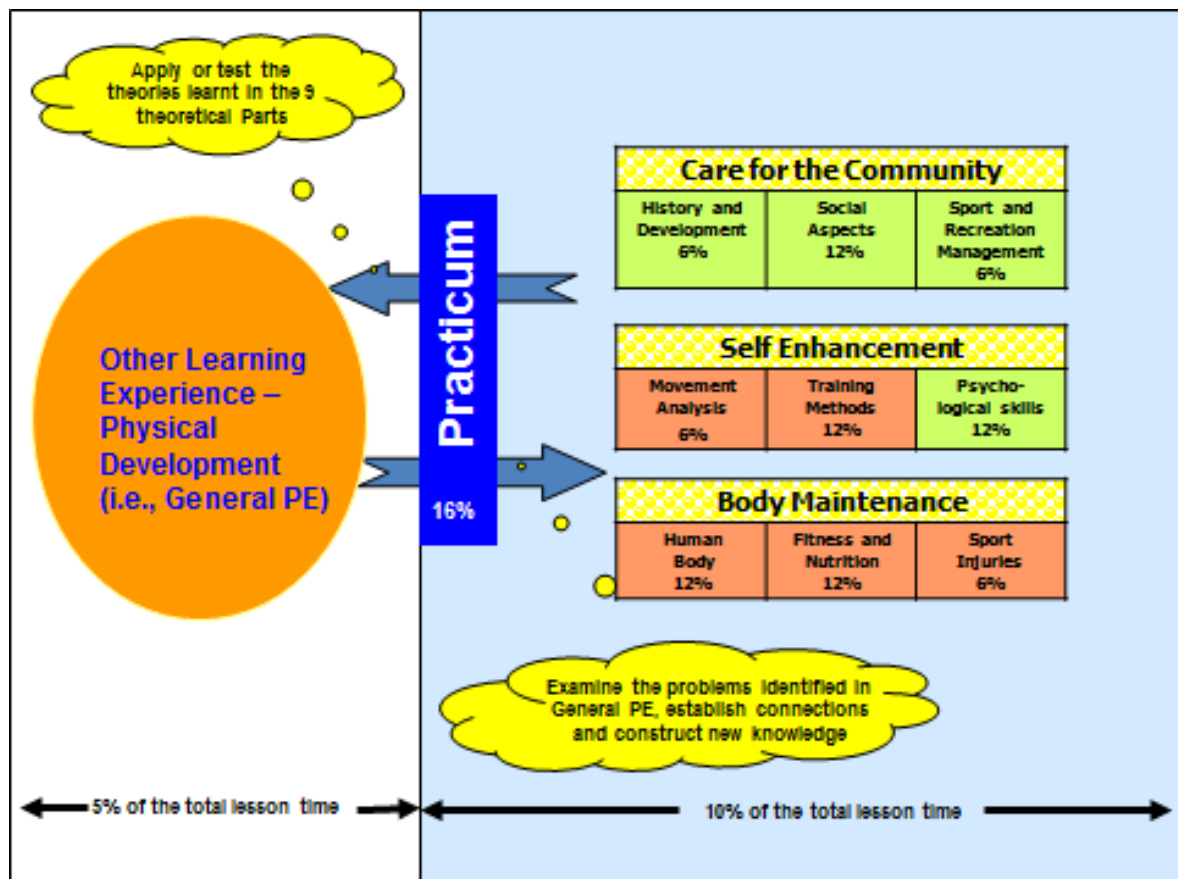 Apply or test the
theories learnt in the 9
theoretical Parts
Other Learning
Experience –
Physical
Development
(i.e., General PE)
Practicum
16%
Care for the Community
History and
Development
6%
Social
Aspects
12%
Sport and
Recreation
Management
6%
Self Enhancement
Movement
Analysis
6%
Training
Methods
12%
Psycho-
logical skills
12%
Body Maintenance
Human
Body
12%
Fitness and
Nutrition
12%
Sport
Injuries
6%
Examine the problems identified in
General PE, establish connections
and construct new knowledge
5% of the total lesson time
10% of the total lesson time